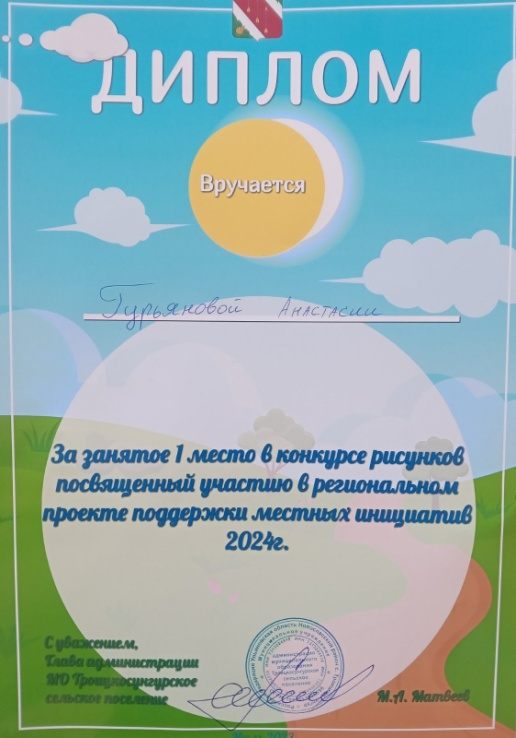 ДИПЛОМ
Вручается
Гурьяновой Анастасии
За занятое 1 место в конкурсе рисунков
посвященный участию в региональном
проекте поддержки местных инициатив
2024г.
С уважением,
Глава администрации
МО Троицкосунгурское
сельское поселение
М.А. Матвеев